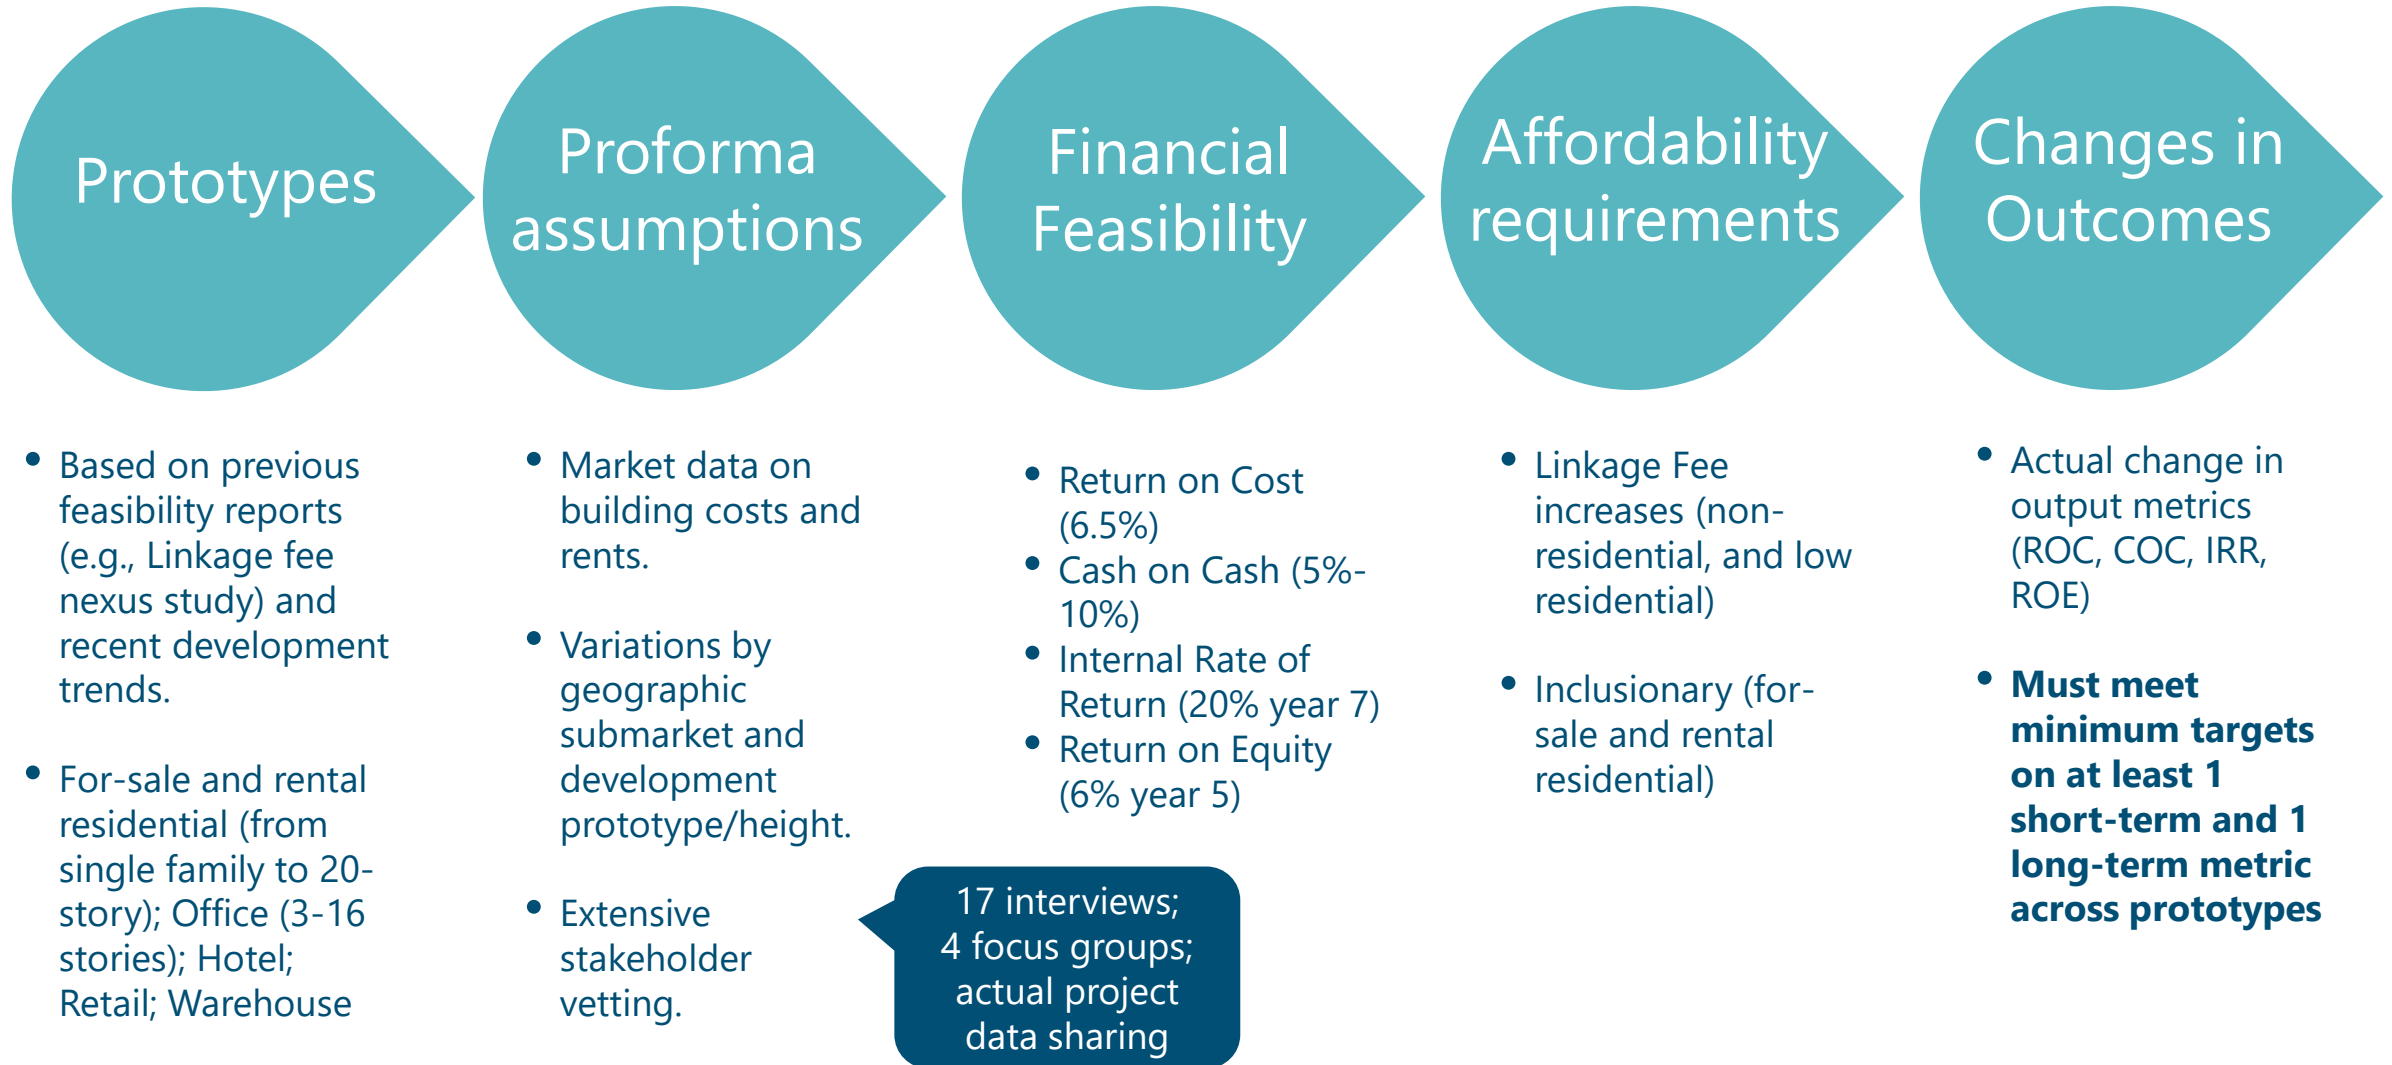 Prototypes
Proforma
assumptions
Financial
Feasibility
Affordability
requirements
Changes in
Outcomes
• Based on previous
feasibility reports
(e.g., Linkage fee
nexus study) and
recent development
trends.
• For-sale and rental
residential (from
single family to 20-
story); Office (3-16
stories); Hotel;
Retail; Warehouse
• Market data on
building costs and
rents.
• Variations by
geographic
submarket and
development
prototype/height.
• Extensive
stakeholder
vetting.
17 interviews;
4 focus groups;
actual project
data sharing
• Return on Cost
(6.5%)
• Cash on Cash (5%-
10%)
• Internal Rate of
Return (20% year 7)
• Return on Equity
(6% year 5)
• Linkage Fee
increases (non-
residential, and low
residential)
• Inclusionary (for-
sale and rental
residential)
• Actual change in
output metrics
(ROC, COC, IRR,
ROE)
• Must meet
minimum targets
on at least 1
short-term and 1
long-term metric
across prototypes